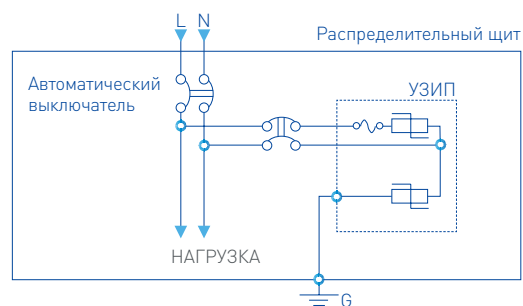 L N
Распределительный щит
Автоматический
выключатель
УЗИП
НАГРУЗКА
G